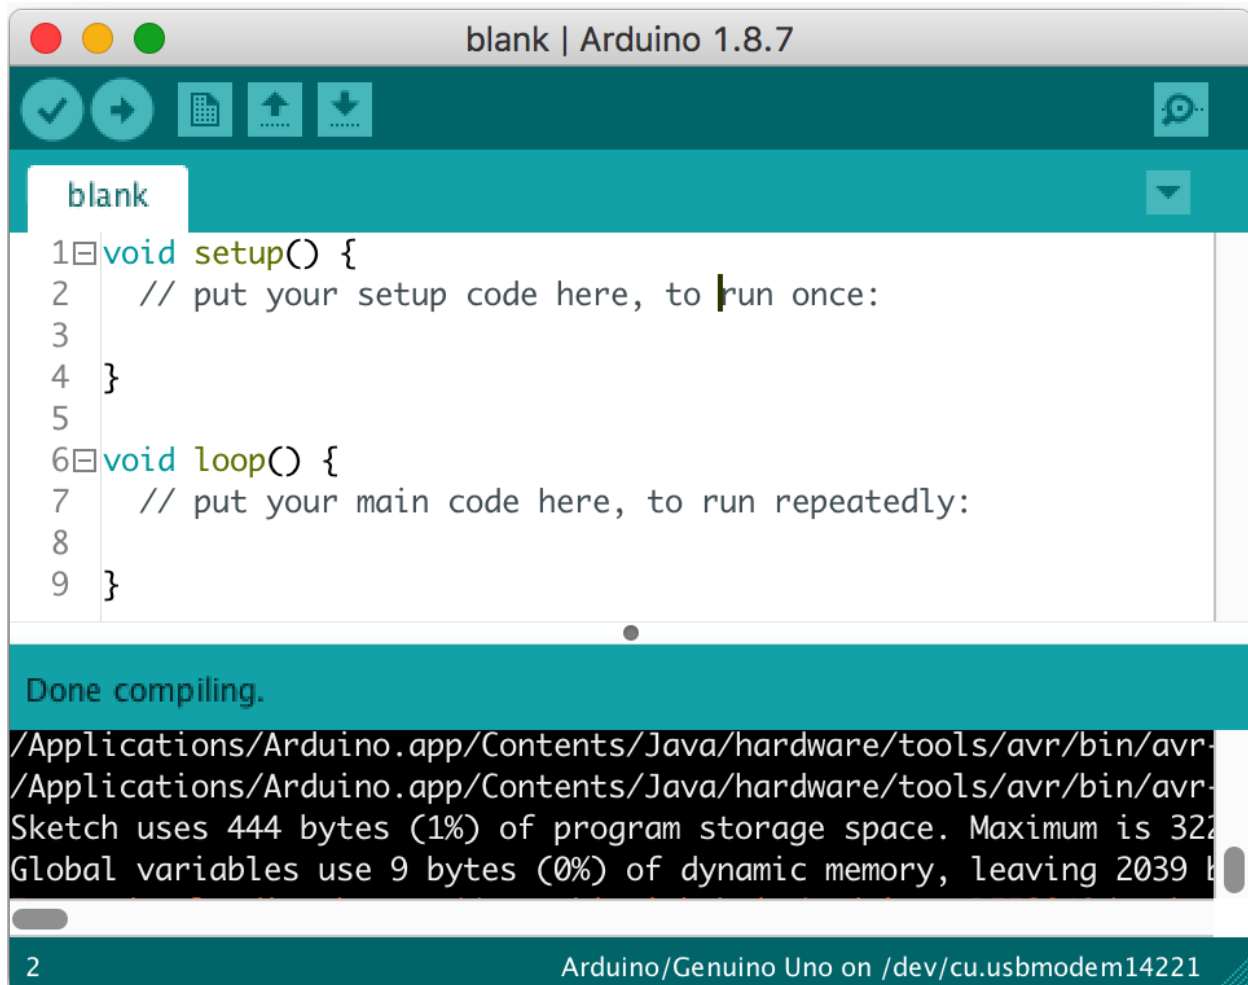 blank | Arduino 1.8.7
blank
1 void setup() {
2 // put your setup code here, to run once:
3
4 }
5
6 void loop() {
7 // put your main code here, to run repeatedly:
8
9 }
Done compiling.
/Applications/Arduino.app/Contents/Java/hardware/tools/avr/bin/avr-
/Applications/Arduino.app/Contents/Java/hardware/tools/avr/bin/avr-
Sketch uses 444 bytes (1%) of program storage space. Maximum is 322
Global variables use 9 bytes (0%) of dynamic memory, leaving 2039
2
Arduino/Genuino Uno on /dev/cu.usbmodem14221